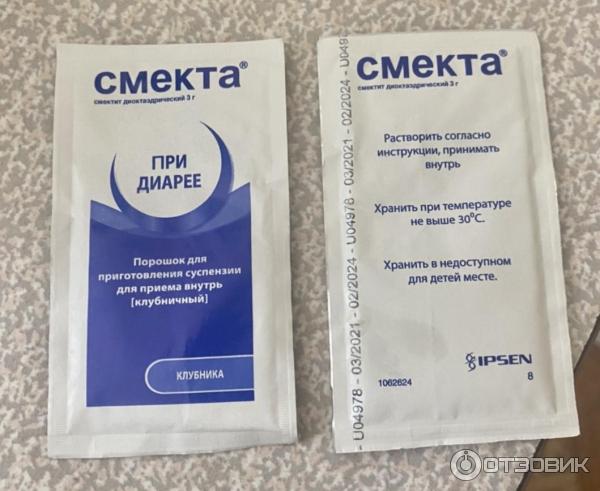 смекта®
смектит диоктаэдрический 3 г
ПРИ
ДИАРЕЕ
Порошок для
приготовления суспензии
для приема внутрь
[клубничный]
КЛУБНИКА
смекта®
смектит диоктаэдрический 3 г
Растворить согласно
инструкции, принимать
внутрь
Хранить при температуре
не выше 30°С.
Хранить в недоступном
для детей месте.
IPSEN
1062624
8
- U04978 - 03/2021 - 02/2024 - U04978 - 03/2021 - 02/2024 - U049
ОТЗОВИК